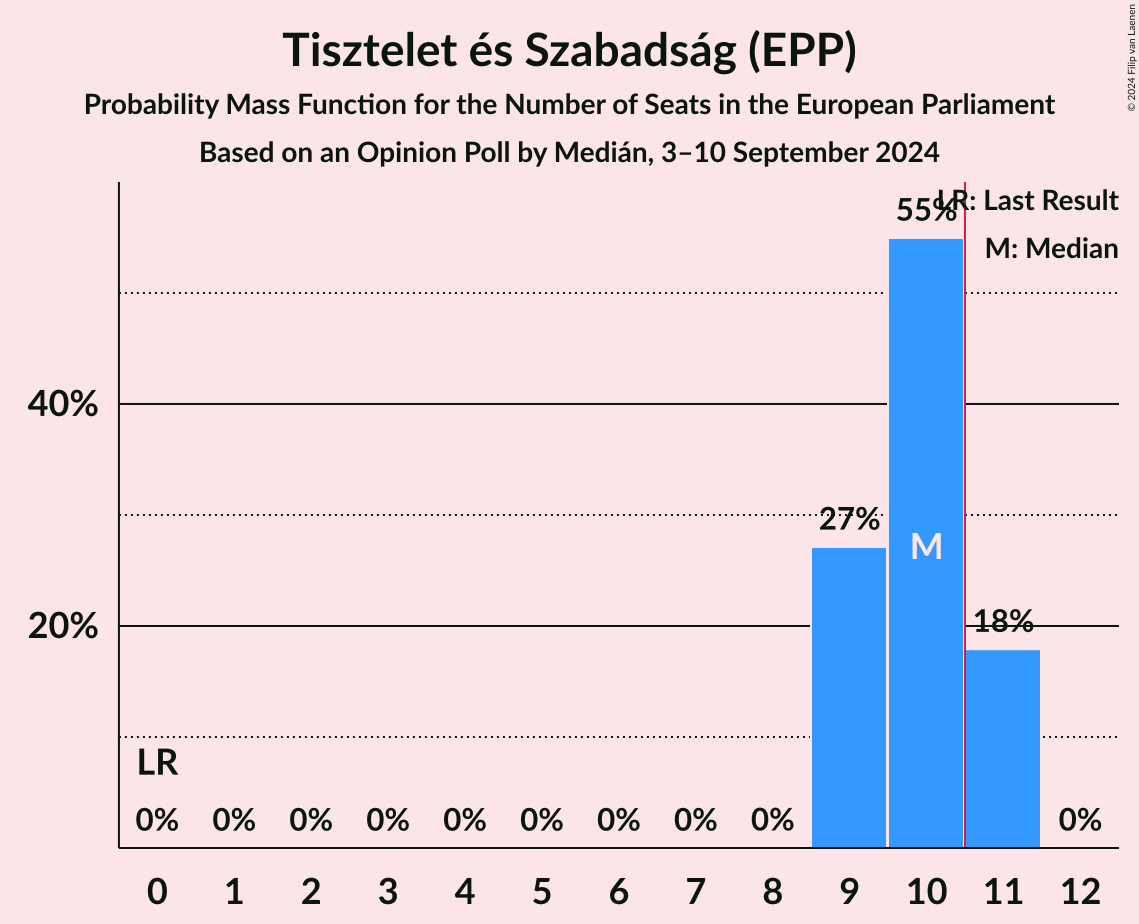 Tisztelet és Szabadság (EPP)
Probability Mass Function for the Number of Seats in the European Parliament
Based on an Opinion Poll by Medián, 3–10 September 2024
© 2024 Filip van Laenen
LR: Last Result
M: Median
55%
40%
27%
M
20%
18%
LR
0% 0% 0% 0% 0% 0% 0% 0% 0% 0%
0 1 2 3 4 5 6 7 8 9 10 11 12